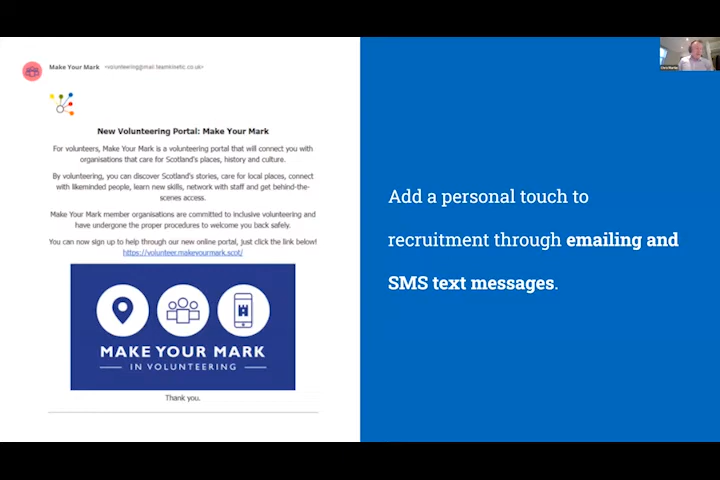 Make Your Mark <volunteering@mail.teamkinetic.co.uk>
New Volunteering Portal: Make Your Mark
For volunteers, Make Your Mark is a volunteering portal that will connect you with
organisations that care for Scotland's places, history and culture.
By volunteering, you can discover Scotland's stories, care for local places, connect
with likeminded people, learn new skills, network with staff and get behind-the-
scenes access.
Make Your Mark member organisations are committed to inclusive volunteering and
have undergone the proper procedures to welcome you back safely.
You can now sign up to help through our new online portal, just click the link below!
https://volunteer.makeyourmark.scot/
MAKE YOUR MARK
IN VOLUNTEERING
Thank you.
Add a personal touch to
recruitment through emailing and
SMS text messages.